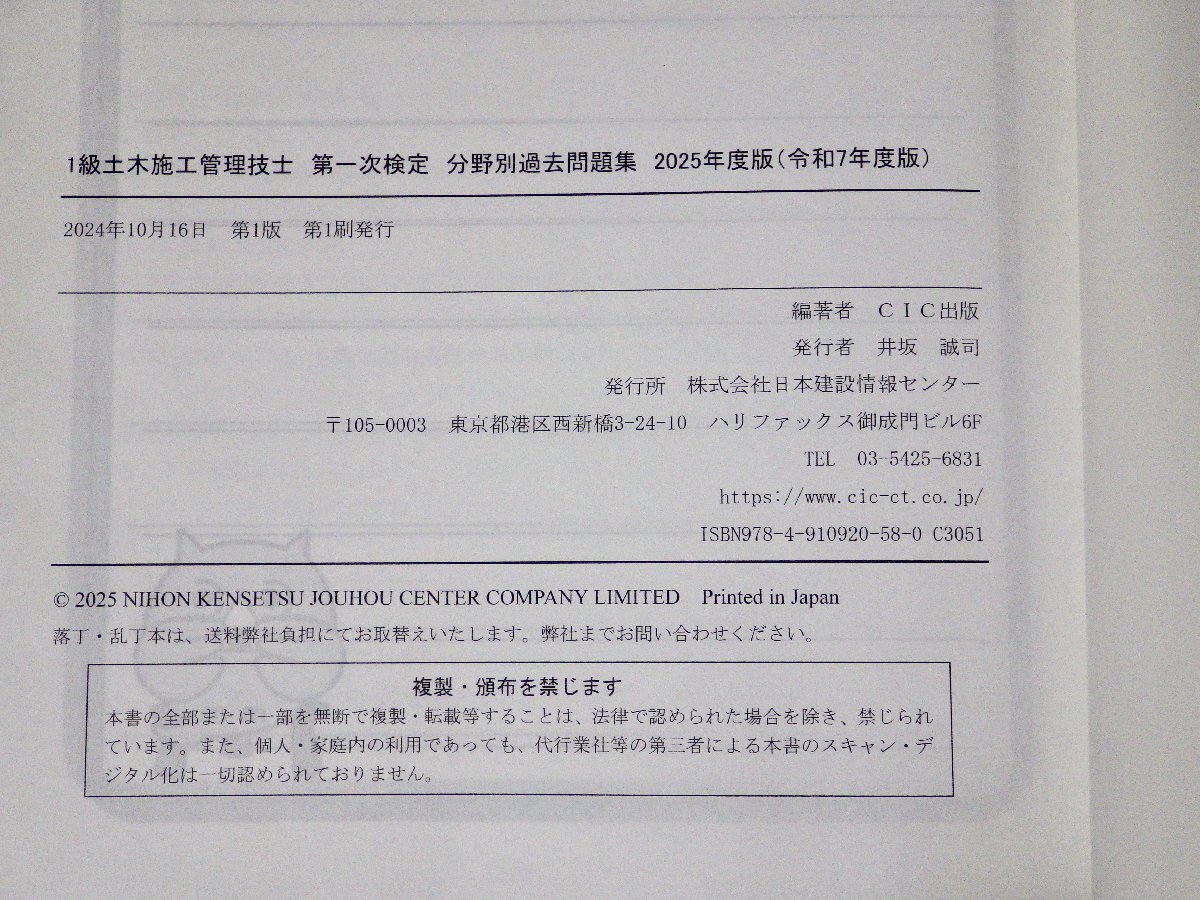 1級土木施工管理技士　第一次検定　分野別過去問題集　2025年度版(令和7年度版)
2024年10月16日　第1版　第1刷発行
編著者　ＣＩＣ出版
発行者　井坂　誠司
発行所　株式会社日本建設情報センター
〒105-0003　東京都港区西新橋3-24-10　ハリファックス御成門ビル6F
TEL　03-5425-6831
https://www.cic-ct.co.jp/
ISBN978-4-910920-58-0 C3051
© 2025 NIHON KENSETSU JOUHOU CENTER COMPANY LIMITED　Printed in Japan
落丁・乱丁本は、送料弊社負担にてお取替えいたします。弊社までお問い合わせください。
複製・頒布を禁じます
本書の全部または一部を無断で複製・転載等することは、法律で認められた場合を除き、禁じられ
ています。また、個人・家庭内の利用であっても、代行業社等の第三者による本書のスキャン・デ
ジタル化は一切認められておりません。